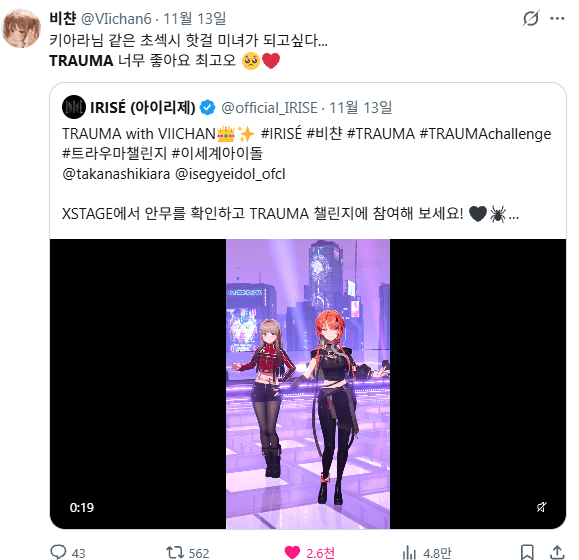 비챤 @VIichan6 · 11월 13일
키아라님 같은 초섹시 핫걸 미녀가 되고싶다...
TRAUMA 너무 좋아요 최고오 🥺❤️
IRISÉ (아이리제) @official_IRISE · 11월 13일
TRAUMA with VIICHAN👑✨ #IRISÉ #비챤 #TRAUMA #TRAUMAchallenge
#트라우마챌린지 #이세계아이돌
@takanashikiara @isegyeidol_ofcl
XSTAGE에서 안무를 확인하고 TRAUMA 챌린지에 참여해 보세요! 🖤🕷️...
0:19
43 562 2.6천 4.8만